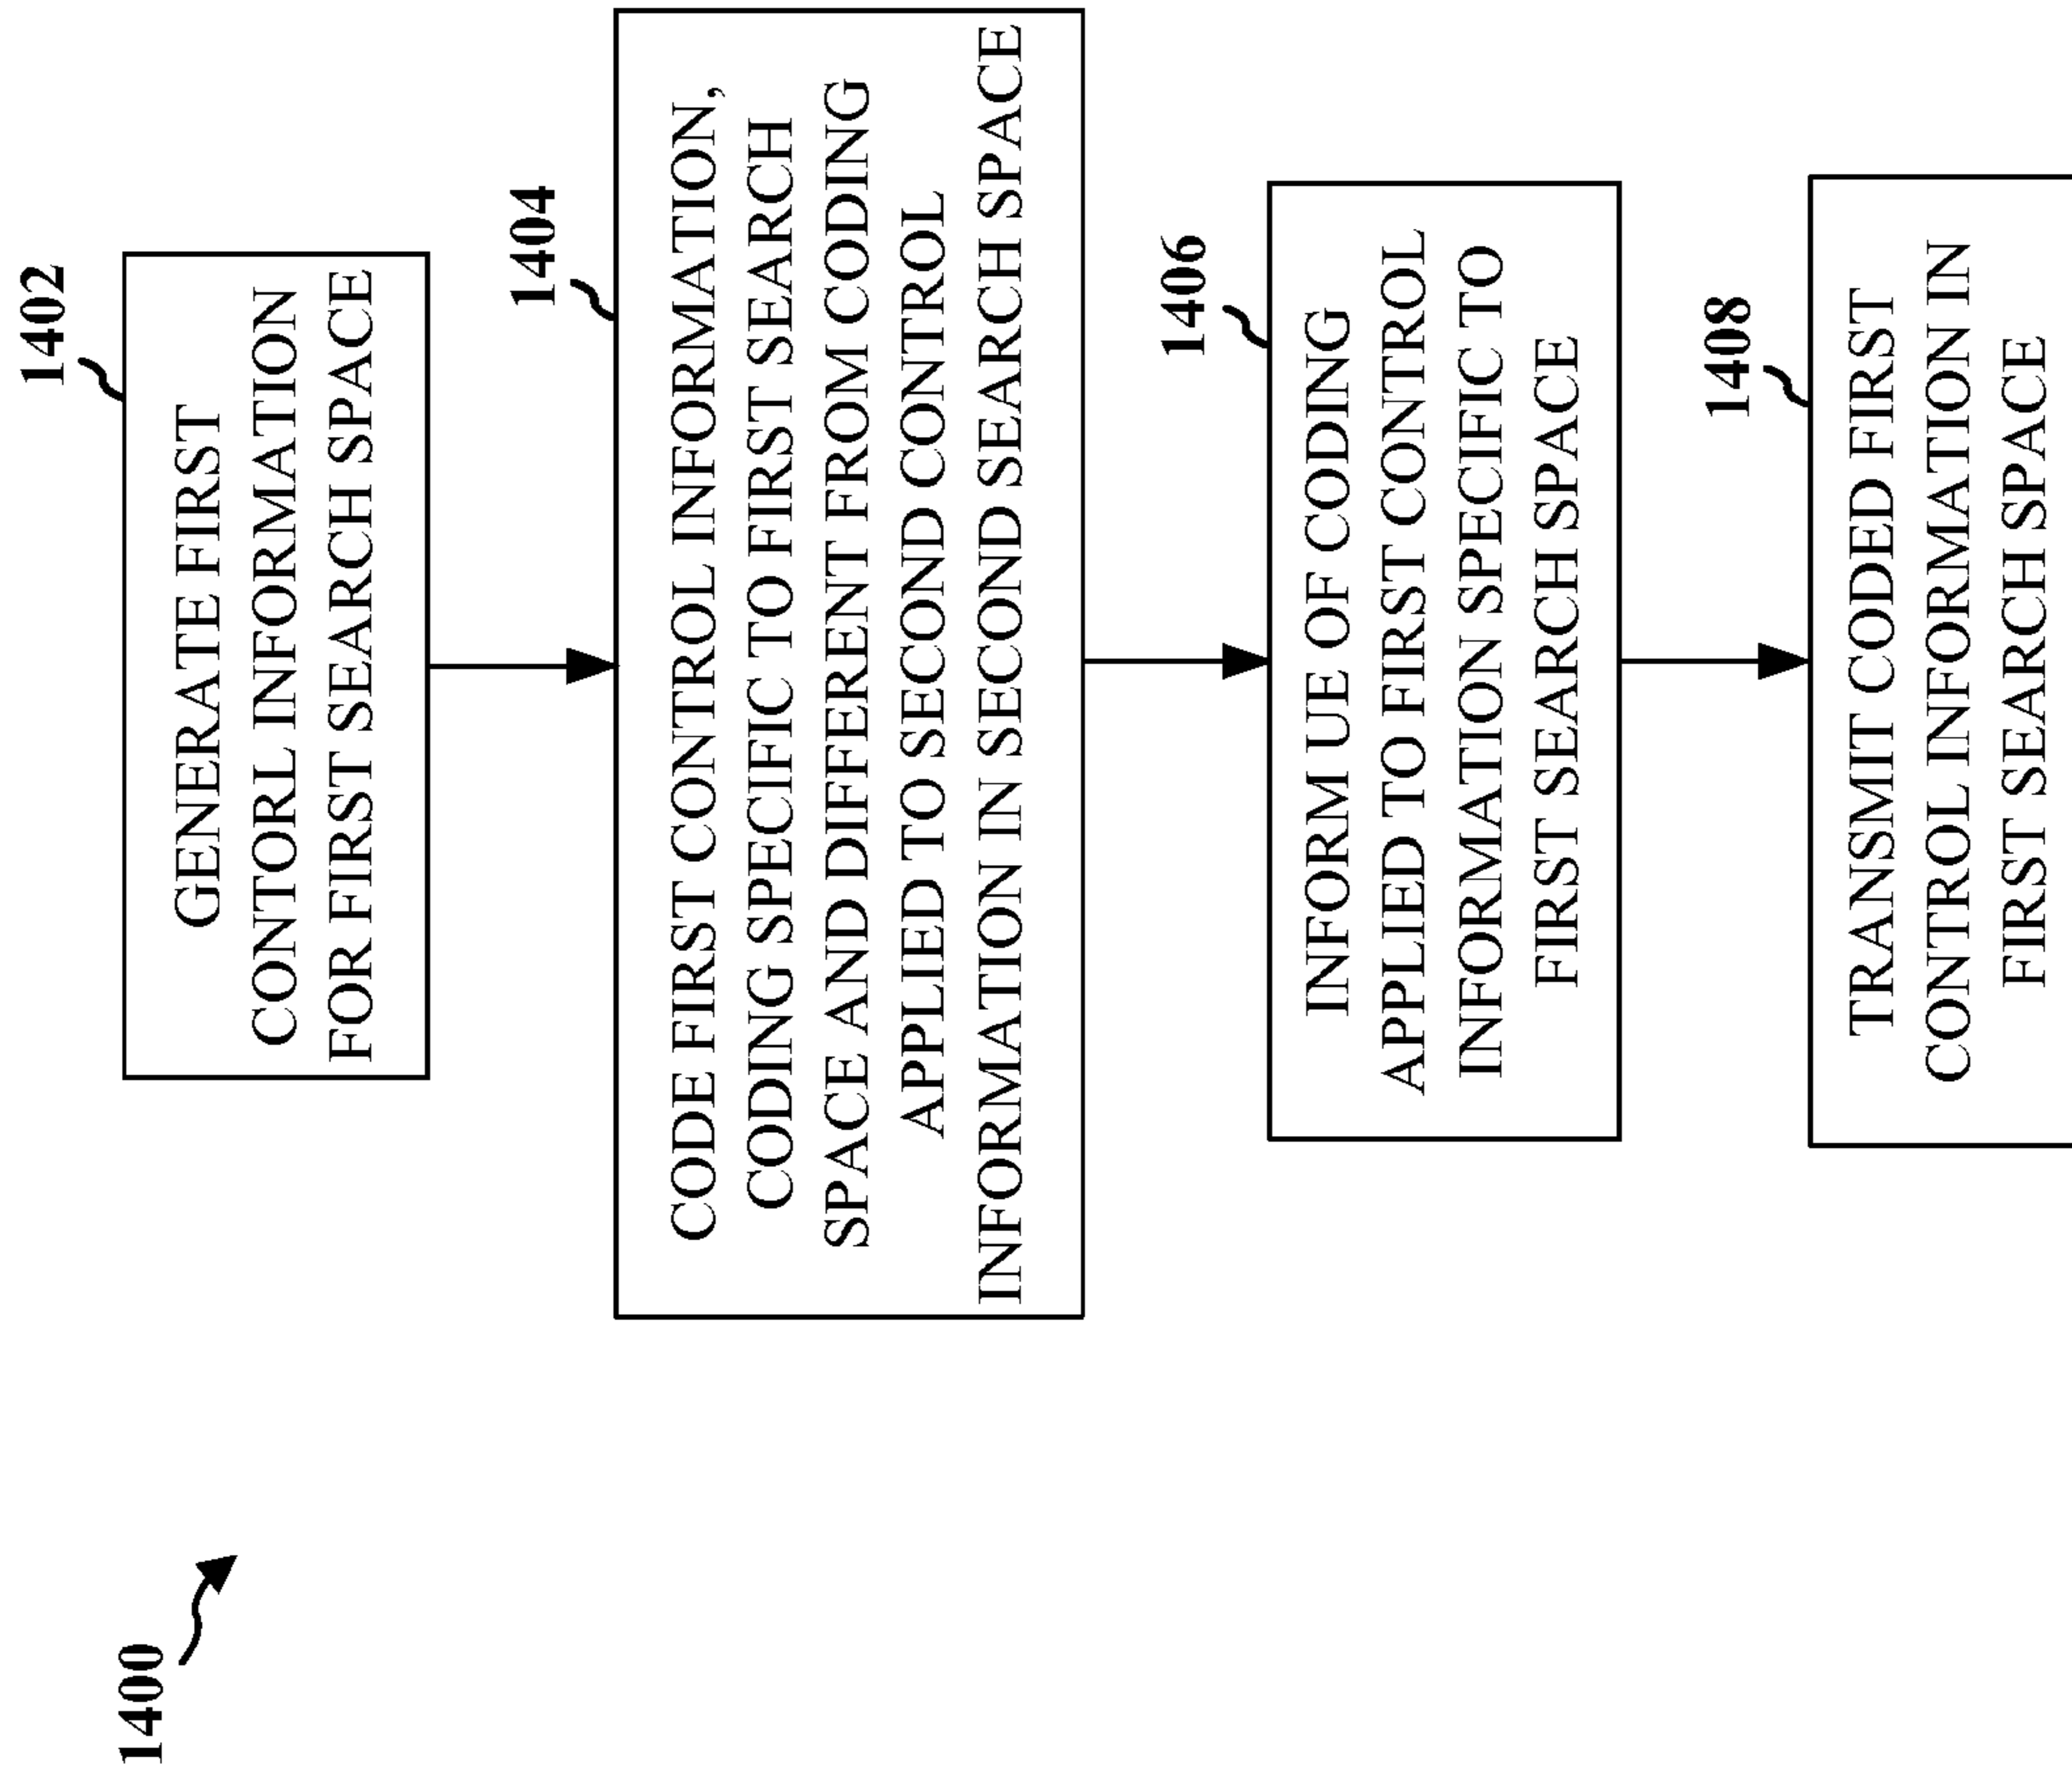 1400
1402
GENERATE FIRST
CONTORL INFORMATION
FOR FIRST SEARCH SPACE
1404
CODE FIRST CONTROL INFORMATION,
CODING SPECIFIC TO FIRST SEARCH
SPACE AND DIFFERENT FROM CODING
APPLIED TO SECOND CONTROL
INFORMATION IN SECOND SEARCH SPACE
1406
INFORM UE OF CODING
APPLIED TO FIRST CONTROL
INFORMATION SPECIFIC TO
FIRST SEARCH SPACE
1408
TRANSMIT CODED FIRST
CONTROL INFORMATION IN
FIRST SEARCH SPACE